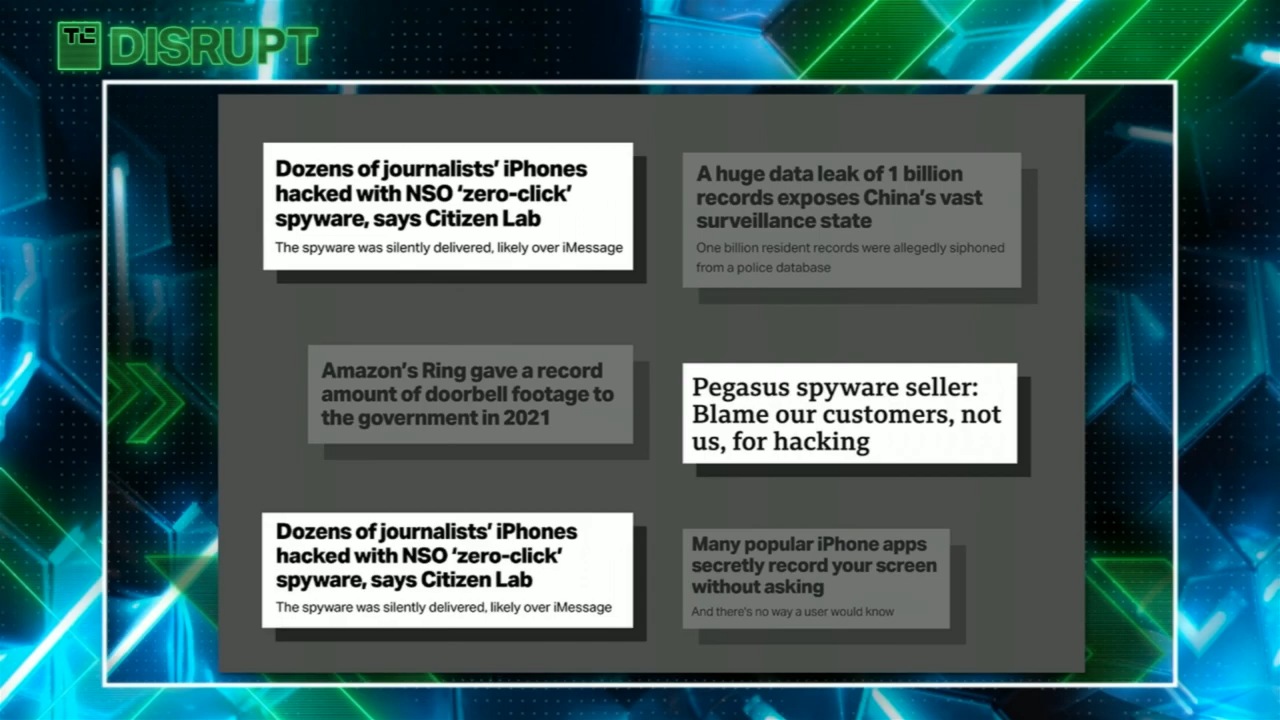 TC DISRUPT
Dozens of journalists’ iPhones
hacked with NSO ‘zero-click’
spyware, says Citizen Lab
The spyware was silently delivered, likely over iMessage
A huge data leak of 1 billion
records exposes China’s vast
surveillance state
One billion resident records were allegedly siphoned
from a police database
Amazon’s Ring gave a record
amount of doorbell footage to
the government in 2021
Pegasus spyware seller:
Blame our customers, not
us, for hacking
Dozens of journalists’ iPhones
hacked with NSO ‘zero-click’
spyware, says Citizen Lab
The spyware was silently delivered, likely over iMessage
Many popular iPhone apps
secretly record your screen
without asking
And there's no way a user would know